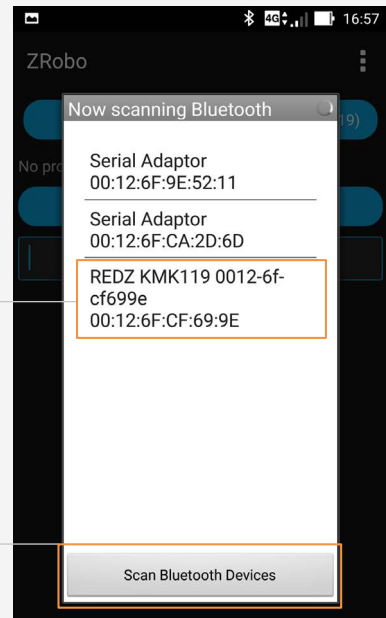 4G 16:57
ZRobo
Now scanning Bluetooth
19)
Serial Adaptor
00:12:6F:9E:52:11
No pro
Serial Adaptor
00:12:6F:CA:2D:6D
REDZ KMK119 0012-6f-
cf699e
00:12:6F:CF:69:9E
Scan Bluetooth Devices